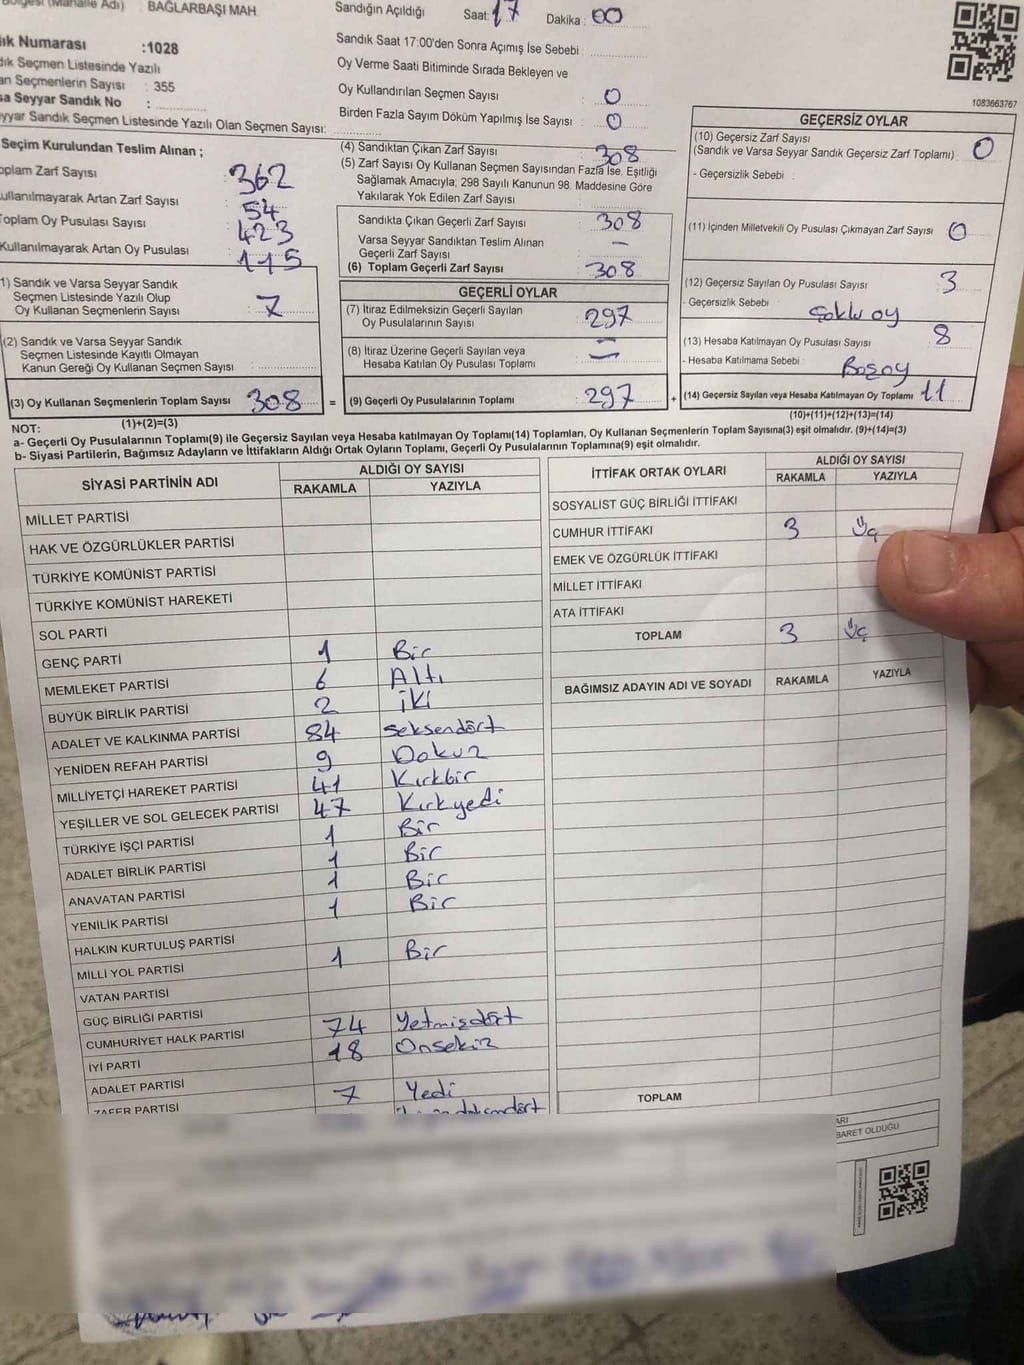 (Mahalle Adı) BAĞLARBAŞI MAH
Numarası :1028
Seçmen Listesinde Yazılı
Seçmenlerin Sayısı : 355
Seyyar Sandık No :
Seyyar Sandık Seçmen Listesinde Yazılı Olan Seçmen Sayısı:
Seçim Kurulundan Teslim Alınan ;
Toplam Zarf Sayısı 362
Kullanılmayarak Artan Zarf Sayısı 54
Toplam Oy Pusulası Sayısı 423
Kullanılmayarak Artan Oy Pusulası 115
1) Sandık ve Varsa Seyyar Sandık
Seçmen Listesinde Yazılı Olup
Oy Kullanan Seçmenlerin Sayısı : 7
(2) Sandık ve Varsa Seyyar Sandık
Seçmen Listesinde Kayıtlı Olmayan
Kanun Gereği Oy Kullanan Seçmen Sayısı
(3) Oy Kullanan Seçmenlerin Toplam Sayısı 308 =
(1)+(2)=(3)
Sandığın Açıldığı Saat: 17 Dakika : 00
Sandık Saat 17:00'den Sonra Açımış İse Sebebi :
Oy Verme Saati Bitiminde Sırada Bekleyen ve
Oy Kullandırılan Seçmen Sayısı : 0
Birden Fazla Sayım Döküm Yapılmış İse Sayısı : 0
(4) Sandıktan Çıkan Zarf Sayısı : 308
(5) Zarf Sayısı Oy Kullanan Seçmen Sayısından Fazla İse, Eşitliği
Sağlamak Amacıyla; 298 Sayılı Kanunun 98. Maddesine Göre
Yakılarak Yok Edilen Zarf Sayısı
Sandıkta Çıkan Geçerli Zarf Sayısı : 308
Varsa Seyyar Sandıktan Teslim Alınan
Geçerli Zarf Sayısı : –
(6) Toplam Geçerli Zarf Sayısı : 308
GEÇERLİ OYLAR
(7) İtiraz Edilmeksizin Geçerli Sayılan
Oy Pusulalarının Sayısı : 297
(8) İtiraz Üzerine Geçerli Sayılan veya
Hesaba Katılan Oy Pusulası Toplamı
(9) Geçerli Oy Pusulalarının Toplamı : 297 +
1083663767
GEÇERSİZ OYLAR
(10) Geçersiz Zarf Sayısı
(Sandık ve Varsa Seyyar Sandık Geçersiz Zarf Toplamı) : 0
- Geçersizlik Sebebi :
(11) İçinden Milletvekili Oy Pusulası Çıkmayan Zarf Sayısı : 0
(12) Geçersiz Sayılan Oy Pusulası Sayısı : 3
- Geçersizlik Sebebi : Çoklu oy
(13) Hesaba Katılmayan Oy Pusulası Sayısı : 8
- Hesaba Katılmama Sebebi : Boşoy
(14) Geçersiz Sayılan veya Hesaba Katılmayan Oy Toplamı : 11
(10)+(11)+(12)+(13)=(14)
NOT:
a- Geçerli Oy Pusulalarının Toplamı(9) ile Geçersiz Sayılan veya Hesaba katılmayan Oy Toplamı(14) Toplamları, Oy Kullanan Seçmenlerin Toplam Sayısına(3) eşit olmalıdır. (9)+(14)=(3)
b- Siyasi Partilerin, Bağımsız Adayların ve İttifakların Aldığı Ortak Oyların Toplamı, Geçerli Oy Pusulalarının Toplamına(9) eşit olmalıdır.
SİYASİ PARTİNİN ADI ALDIĞI OY SAYISI
RAKAMLA YAZIYLA
MİLLET PARTİSİ
HAK VE ÖZGÜRLÜKLER PARTİSİ
TÜRKİYE KOMÜNİST PARTİSİ
TÜRKİYE KOMÜNİST HAREKETİ
SOL PARTİ
GENÇ PARTİ 1 Bir
MEMLEKET PARTİSİ 6 Altı
BÜYÜK BİRLİK PARTİSİ 2 iki
ADALET VE KALKINMA PARTİSİ 84 seksendört
YENİDEN REFAH PARTİSİ 9 Dokuz
MİLLİYETÇİ HAREKET PARTİSİ 41 Kırkbir
YEŞİLLER VE SOL GELECEK PARTİSİ 47 Kırkyedi
TÜRKİYE İŞÇİ PARTİSİ 1 Bir
ADALET BİRLİK PARTİSİ 1 Bir
ANAVATAN PARTİSİ 1 Bir
YENİLİK PARTİSİ 1 Bir
HALKIN KURTULUŞ PARTİSİ
MİLLİ YOL PARTİSİ 1 Bir
VATAN PARTİSİ
GÜÇ BİRLİĞİ PARTİSİ
CUMHURİYET HALK PARTİSİ 74 Yetmişdört
İYİ PARTİ 18 Onsekiz
ADALET PARTİSİ
ZAFER PARTİSİ 7 Yedi
İTTİFAK ORTAK OYLARI ALDIĞI OY SAYISI
RAKAMLA YAZIYLA
SOSYALİST GÜÇ BİRLİĞİ İTTİFAKI
CUMHUR İTTİFAKI 3 Üç
EMEK VE ÖZGÜRLÜK İTTİFAKI
MİLLET İTTİFAKI
ATA İTTİFAKI
TOPLAM 3 Üç
BAĞIMSIZ ADAYIN ADI VE SOYADI RAKAMLA YAZIYLA
TOPLAM
OLDUĞU